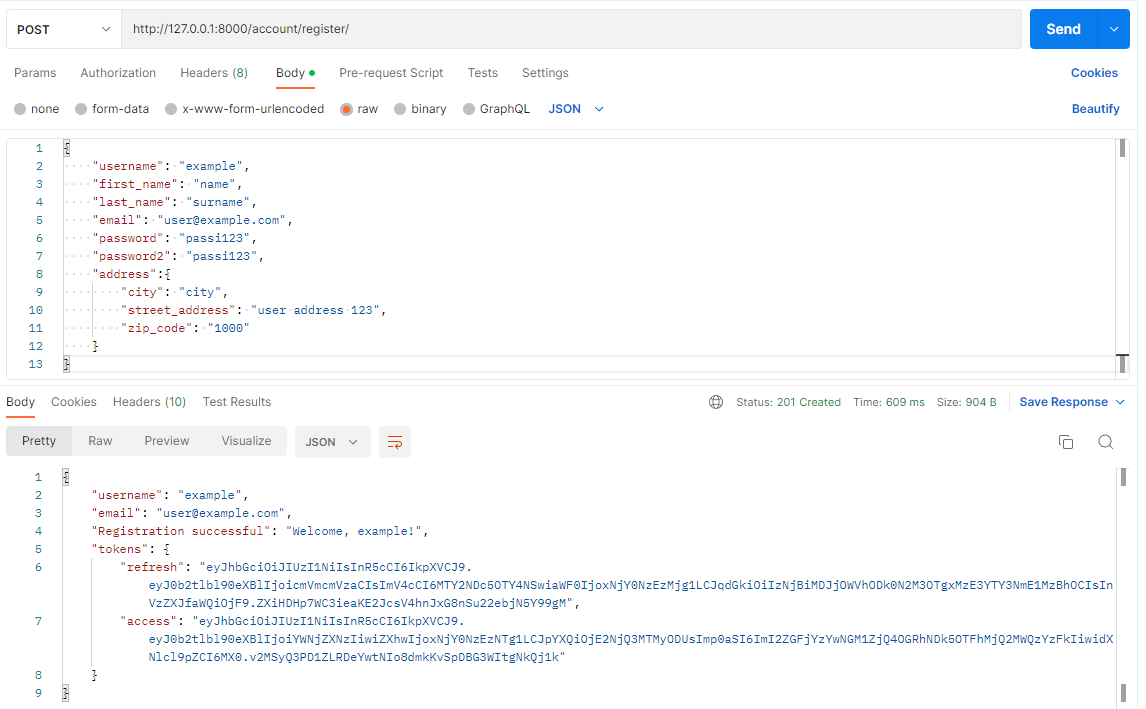 POST http://127.0.0.1:8000/account/register/ Send
Params Authorization Headers (8) Body Pre-request Script Tests Settings Cookies
none form-data x-www-form-urlencoded raw binary GraphQL JSON Beautify
1 {
2 "username": "example",
3 "first_name": "name",
4 "last_name": "surname",
5 "email": "user@example.com",
6 "password": "passi123",
7 "password2": "passi123",
8 "address":{
9 "city": "city",
10 "street_address": "user address 123",
11 "zip_code": "1000"
12 }
13 }
Body Cookies Headers (10) Test Results Status: 201 Created Time: 609 ms Size: 904 B Save Response
Pretty Raw Preview Visualize JSON
1 {
2 "username": "example",
3 "email": "user@example.com",
4 "Registration successful": "Welcome, example!",
5 "tokens": {
6 "refresh": "eyJhbGciOiJIUzI1NiIsInR5cCI6IkpXVCJ9.
eyJ0b2tlbl90eXBlIjoicmVmcmVzaCIsImV4cCI6MTY2NDc5OTY4NSwiaWF0IjoxNjY0NzEzMjg1LCJqdGkiOiIzNjBiMDJjOWVhODk0N2M3OTgxMzE3YTY3NmE1MzBhOCIsIn
VzZXJfaWQiOjF9.ZXiHDHp7WC3ieaKE2JcsV4hnJxG8nSu22ebjN5Y99gM",
7 "access": "eyJhbGciOiJIUzI1NiIsInR5cCI6IkpXVCJ9.
eyJ0b2tlbl90eXBlIjoiYWNjZXNzIiwiZXhwIjoxNjY0NzEzNTg1LCJpYXQiOjE2NjQ3MTMyODUsImp0aSI6ImI2ZGFjYzYwNGM1ZjQ4OGRhNDk5OTFhMjQ2MWQzYzFkIiwidX
Nlcl9pZCI6MX0.v2MSyQ3PD1ZLRDeYwtNIo8dmkKvSpDBG3WItgNkQj1k"
8 }
9 }